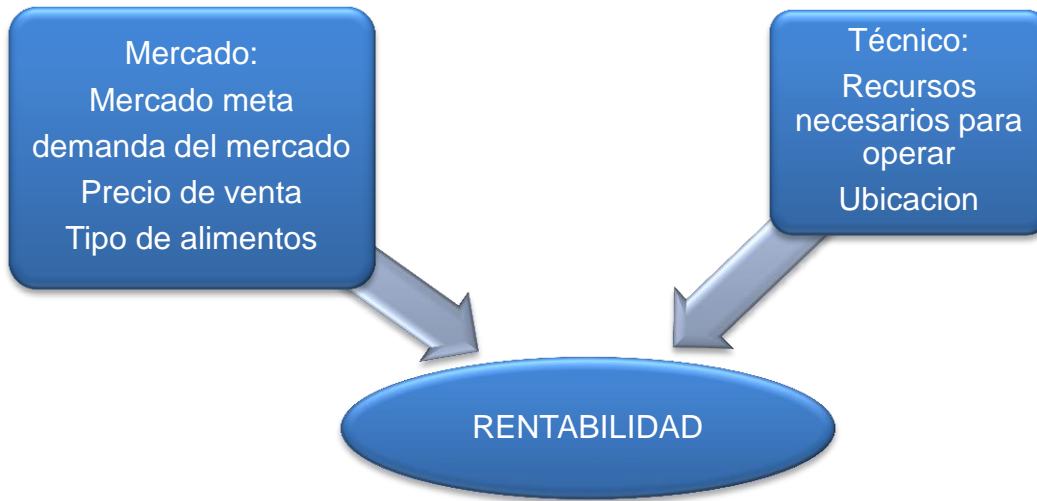 Mercado:
Mercado meta
demanda del mercado
Precio de venta
Tipo de alimentos
Técnico:
Recursos
necesarios para
operar
Ubicacion
RENTABILIDAD